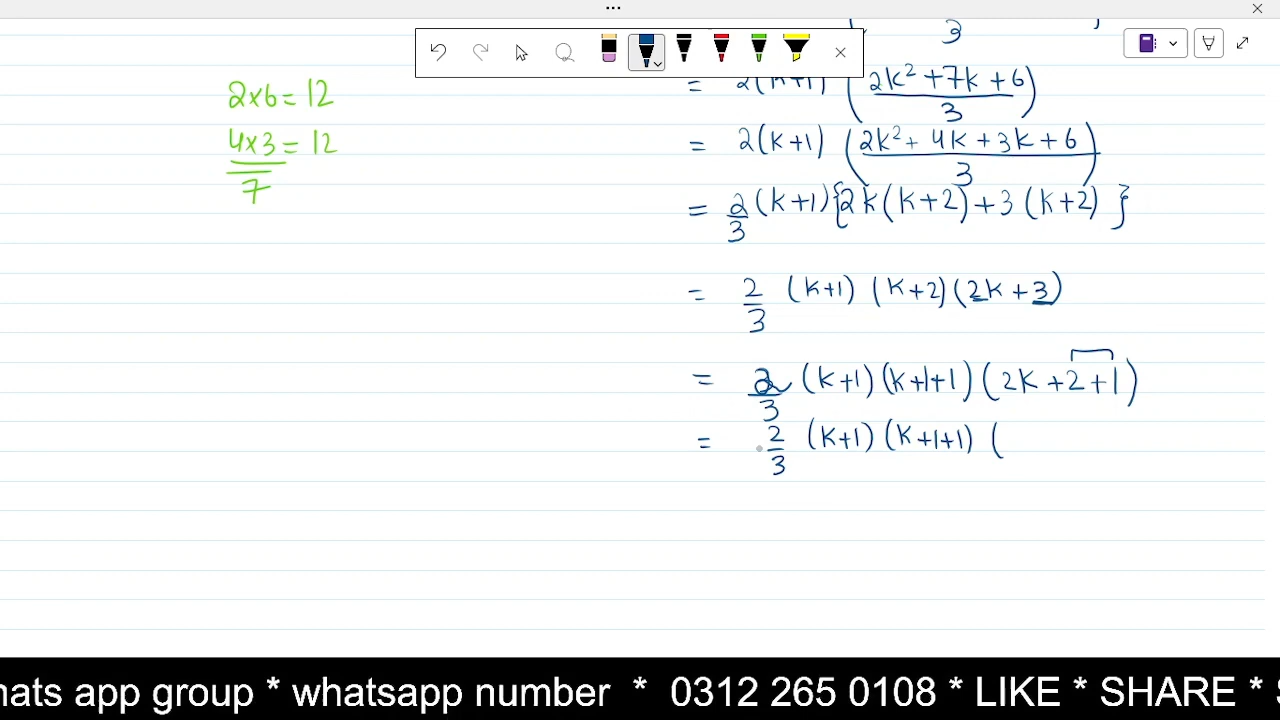 3
2x6 = 12
= 2(k+1) (2k² + 7k + 6 / 3)
4x3 = 12
= 2(k+1) (2k² + 4k + 3k + 6 / 3)
7
= 2/3 (k+1) {2k(k+2) + 3(k+2)}
= 2/3 (k+1) (k+2) (2k + 3)
= 2/3 (k+1) (k+1+1) (2k + 2 + 1)
= 2/3 (k+1) (k+1+1) (
hats app group * whatsapp number * 0312 265 0108 * LIKE * SHARE *